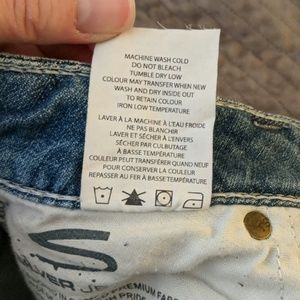 MACHINE WASH COLD
DO NOT BLEACH
TUMBLE DRY LOW
COLOUR MAY TRANSFER WHEN NEW
WASH AND DRY INSIDE OUT
TO RETAIN COLOUR
IRON LOW TEMPERATURE
LAVER À LA MACHINE À L'EAU FROIDE
NE PAS BLANCHIR
LAVER ET SÉCHER À L'ENVERS
SÉCHER PAR CULBUTAGE
À BASSE TEMPÉRATURE
COULEUR PEUT TRANSFÉRER QUAND NEUF
POUR CONSERVER LA COULEUR
REPASSER AU FER À BASSE TEMPÉRATURE
S
PREMIUM
PRIDE